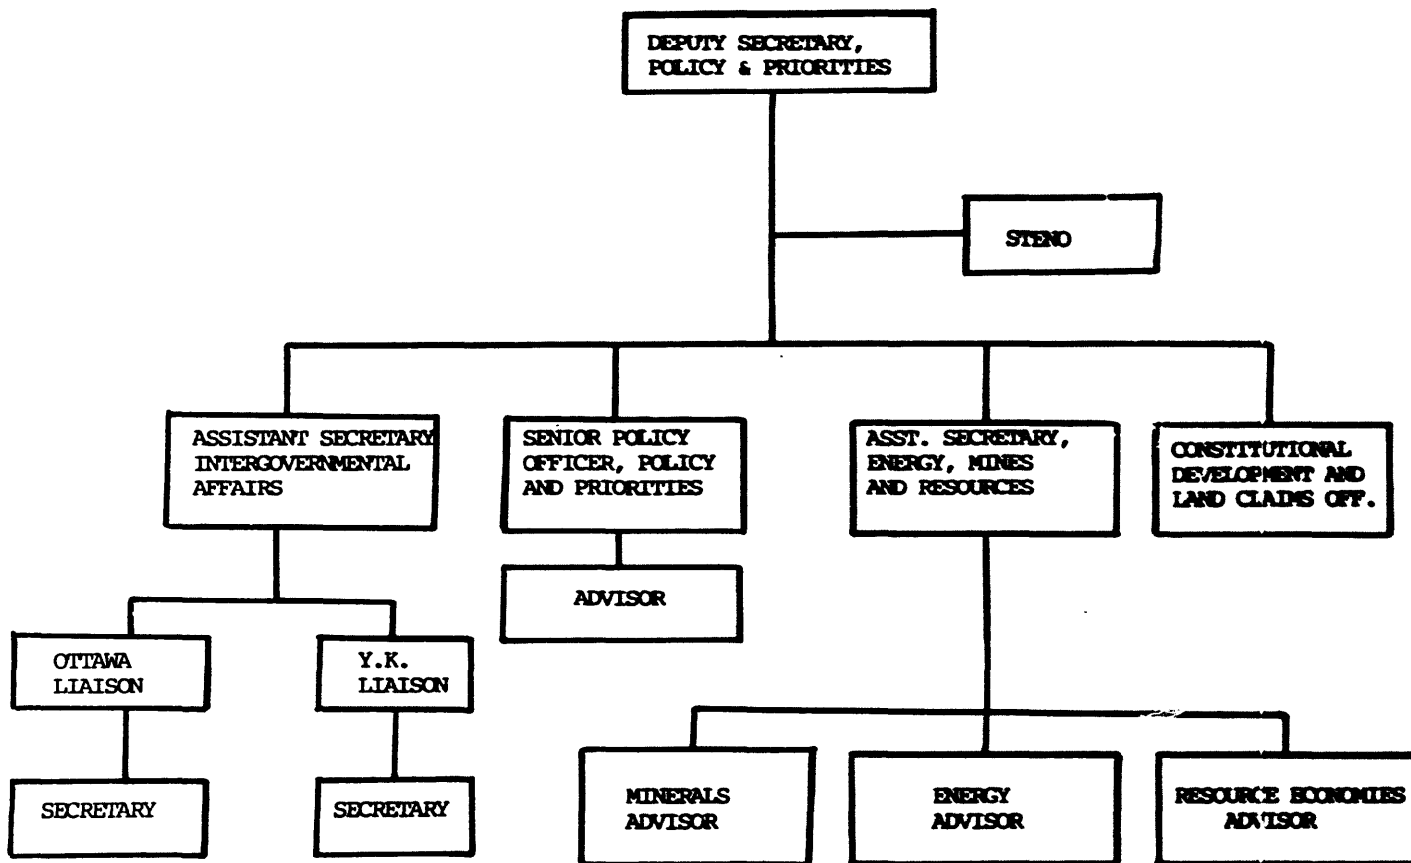 DEPUTY SECRETARY,
POLICY & PRIORITIES
STENO
ASSISTANT SECRETARY
INTERGOVERNMENTAL
AFFAIRS
SENIOR POLICY
OFFICER, POLICY
AND PRIORITIES
ASST. SECRETARY,
ENERGY, MINES
AND RESOURCES
CONSTITUTIONAL
DEVELOPMENT AND
LAND CLAIMS OFF.
ADVISOR
OTTAWA
LIAISON
Y.K.
LIAISON
SECRETARY
SECRETARY
MINERALS
ADVISOR
ENERGY
ADVISOR
RESOURCE ECONOMIES
ADVISOR